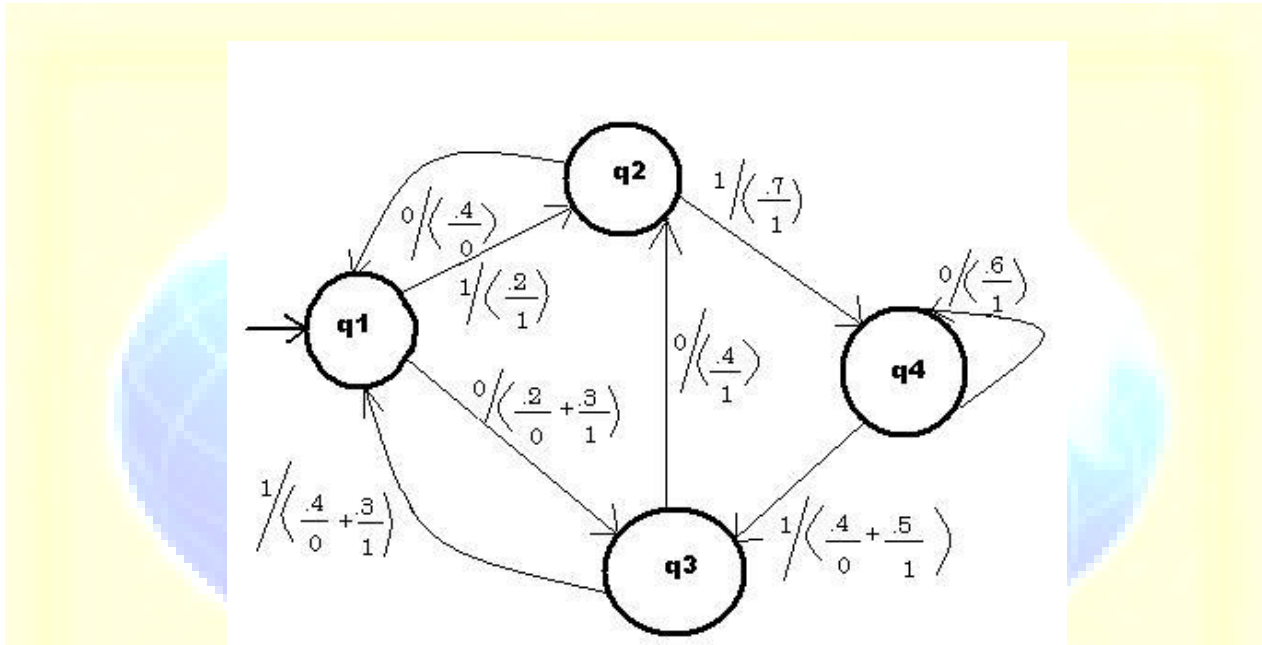 q2
1/(.7/1)
0/(.4/0)
0/(.6/1)
1/(.2/1)
q1
q4
0/(.4/1)
0/(.2/0 + .3/1)
1/(.4/0 + .3/1)
1/(.4/0 + .5/1)
q3